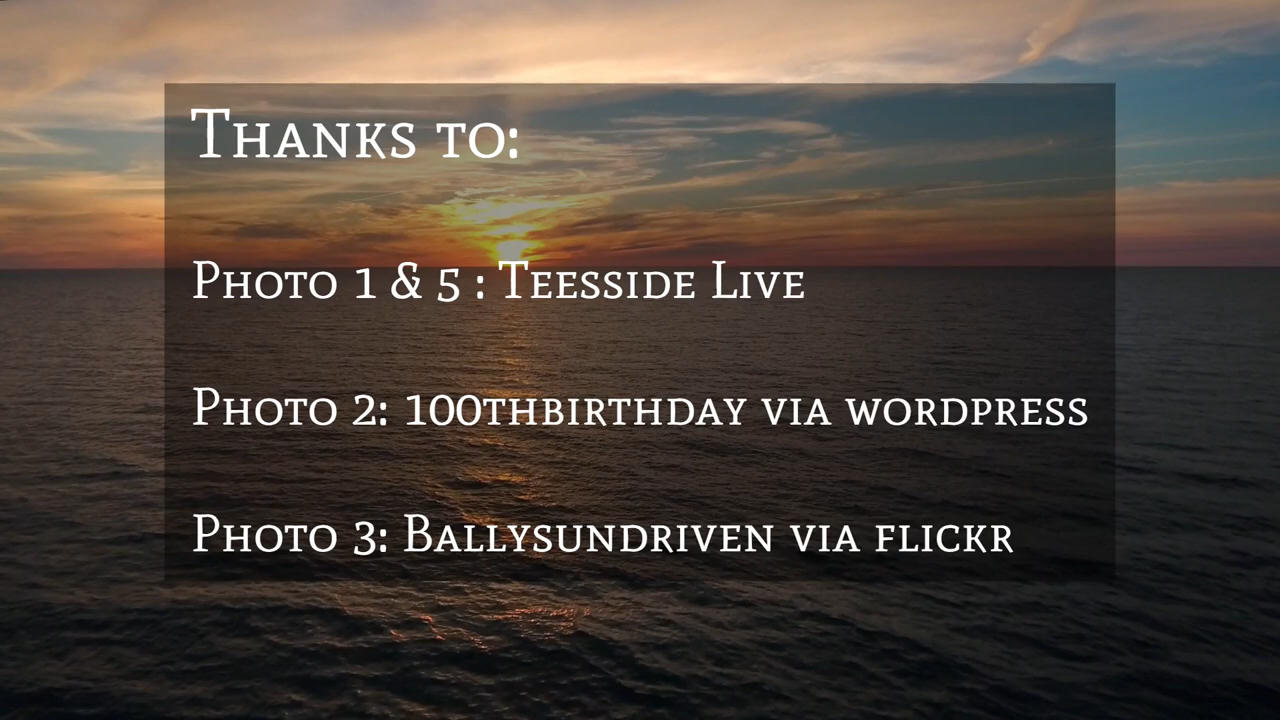 Thanks to:
Photo 1 & 5 : Teesside Live
Photo 2: 100thbirthday via wordpress
Photo 3: Ballysundriven via flickr